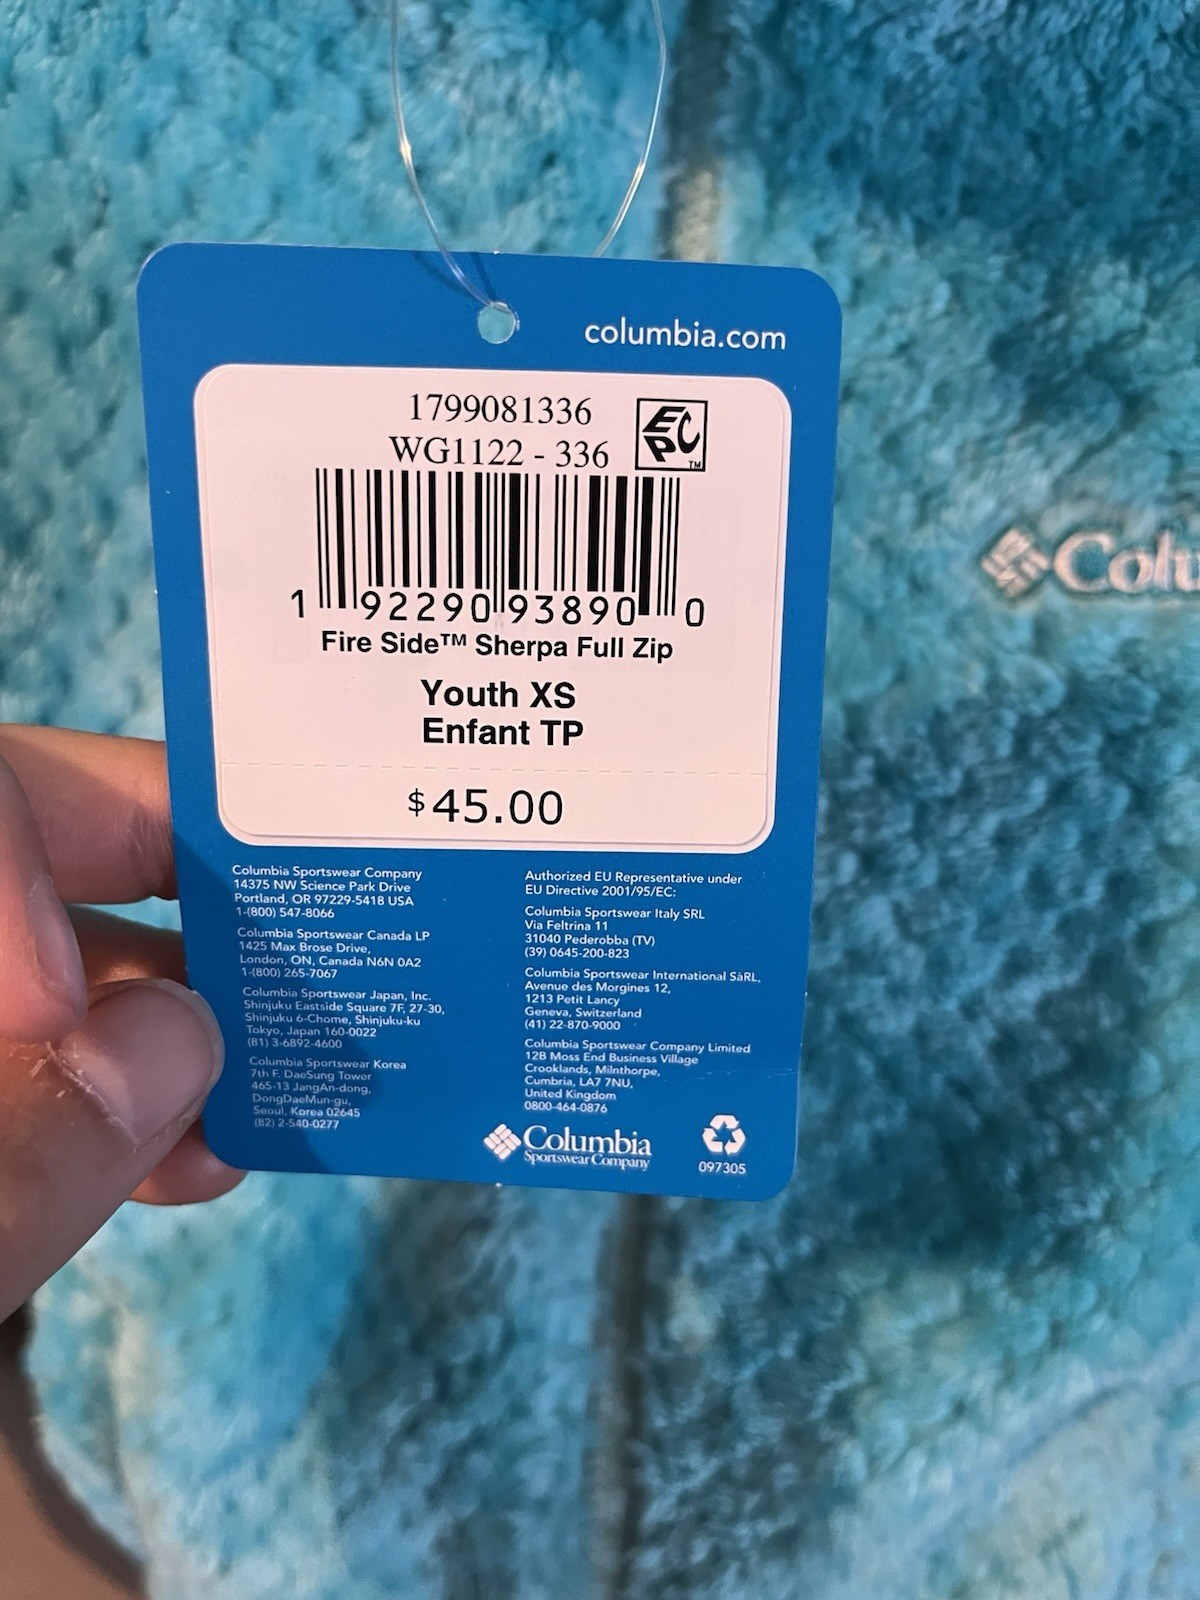 columbia.com
1799081336
WG1122 - 336
EPC™
1 92290 93890 0
Fire Side™ Sherpa Full Zip
Youth XS
Enfant TP
$45.00
Columbia Sportswear Company
14375 NW Science Park Drive
Portland, OR 97229-5418 USA
1-(800) 547-8066
Columbia Sportswear Canada LP
1425 Max Brose Drive,
London, ON, Canada N6N 0A2
1-(800) 265-7067
Columbia Sportswear Japan, Inc.
Shinjuku Eastside Square 7F, 27-30,
Shinjuku 6-Chome, Shinjuku-ku
Tokyo, Japan 160-0022
(81) 3-6892-4600
Columbia Sportswear Korea
7th F. DaeSung Tower
465-13 JangAn-dong,
DongDaeMun-gu,
Seoul, Korea 02645
(82) 2-540-0277
Authorized EU Representative under
EU Directive 2001/95/EC:
Columbia Sportswear Italy SRL
Via Feltrina 11
31040 Pederobba (TV)
(39) 0645-200-823
Columbia Sportswear International SàRL,
Avenue des Morgines 12,
1213 Petit Lancy
Geneva, Switzerland
(41) 22-870-9000
Columbia Sportswear Company Limited
12B Moss End Business Village
Crooklands, Milnthorpe,
Cumbria, LA7 7NU,
United Kingdom
0800-464-0876
Columbia
Sportswear Company
097305
Colu